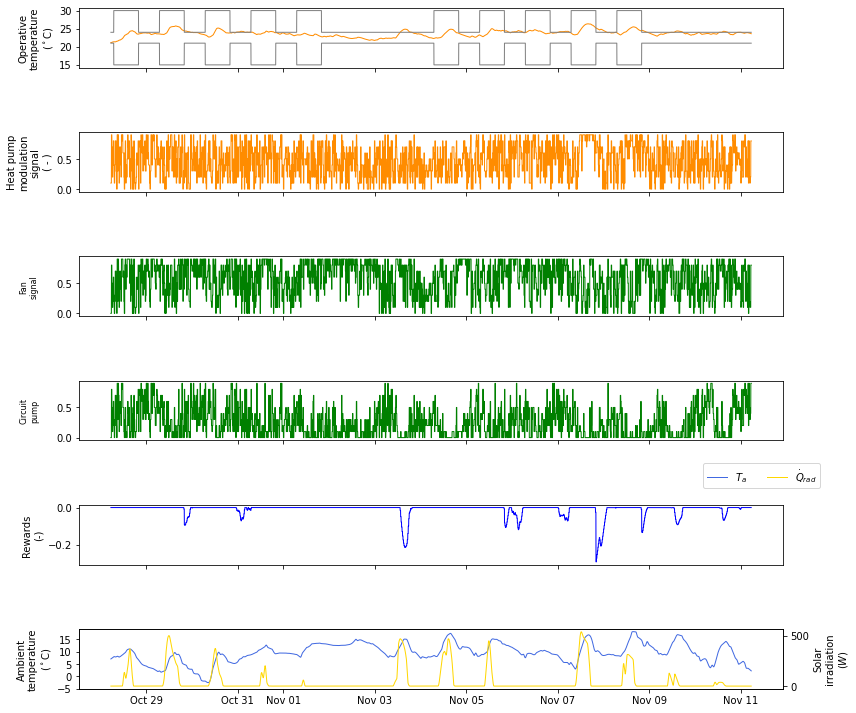 Operative
temperature
(°C)
30
25
20
15
Heat pump
modulation
signal
( - )
0.5
0.0
Fan
signal
0.5
0.0
Circuit
pump
0.5
0.0
T_a Q̇_rad
Rewards
(-)
0.0
−0.2
Ambient
temperature
(°C)
15
10
5
0
−5
500
0
Solar
irradiation
(W)
Oct 29 Oct 31 Nov 01 Nov 03 Nov 05 Nov 07 Nov 09 Nov 11